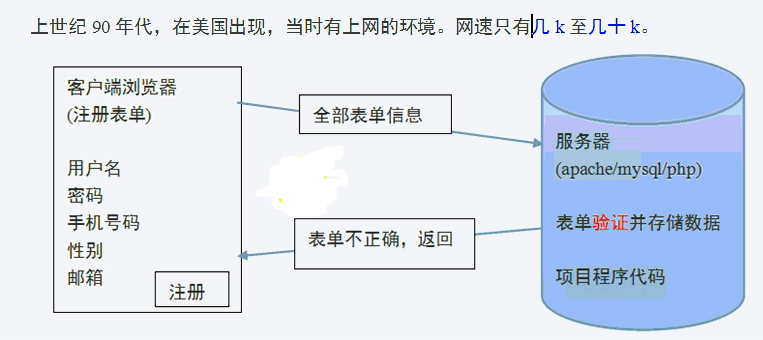 上世纪 90 年代，在美国出现，当时有上网的环境。网速只有几 k 至几十 k。
客户端浏览器
(注册表单)
用户名
密码
手机号码
性别
邮箱
注册
全部表单信息
表单不正确，返回
服务器
(apache/mysql/php)
表单验证并存储数据
项目程序代码